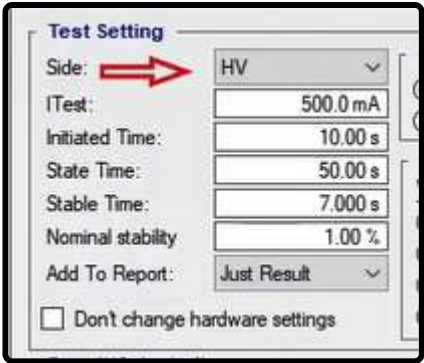 Test Setting
Side: HV
ITest: 500.0 mA
Initiated Time: 10.00 s
State Time: 50.00 s
Stable Time: 7.000 s
Nominal stability 1.00 %
Add To Report: Just Result
Don't change hardware settings